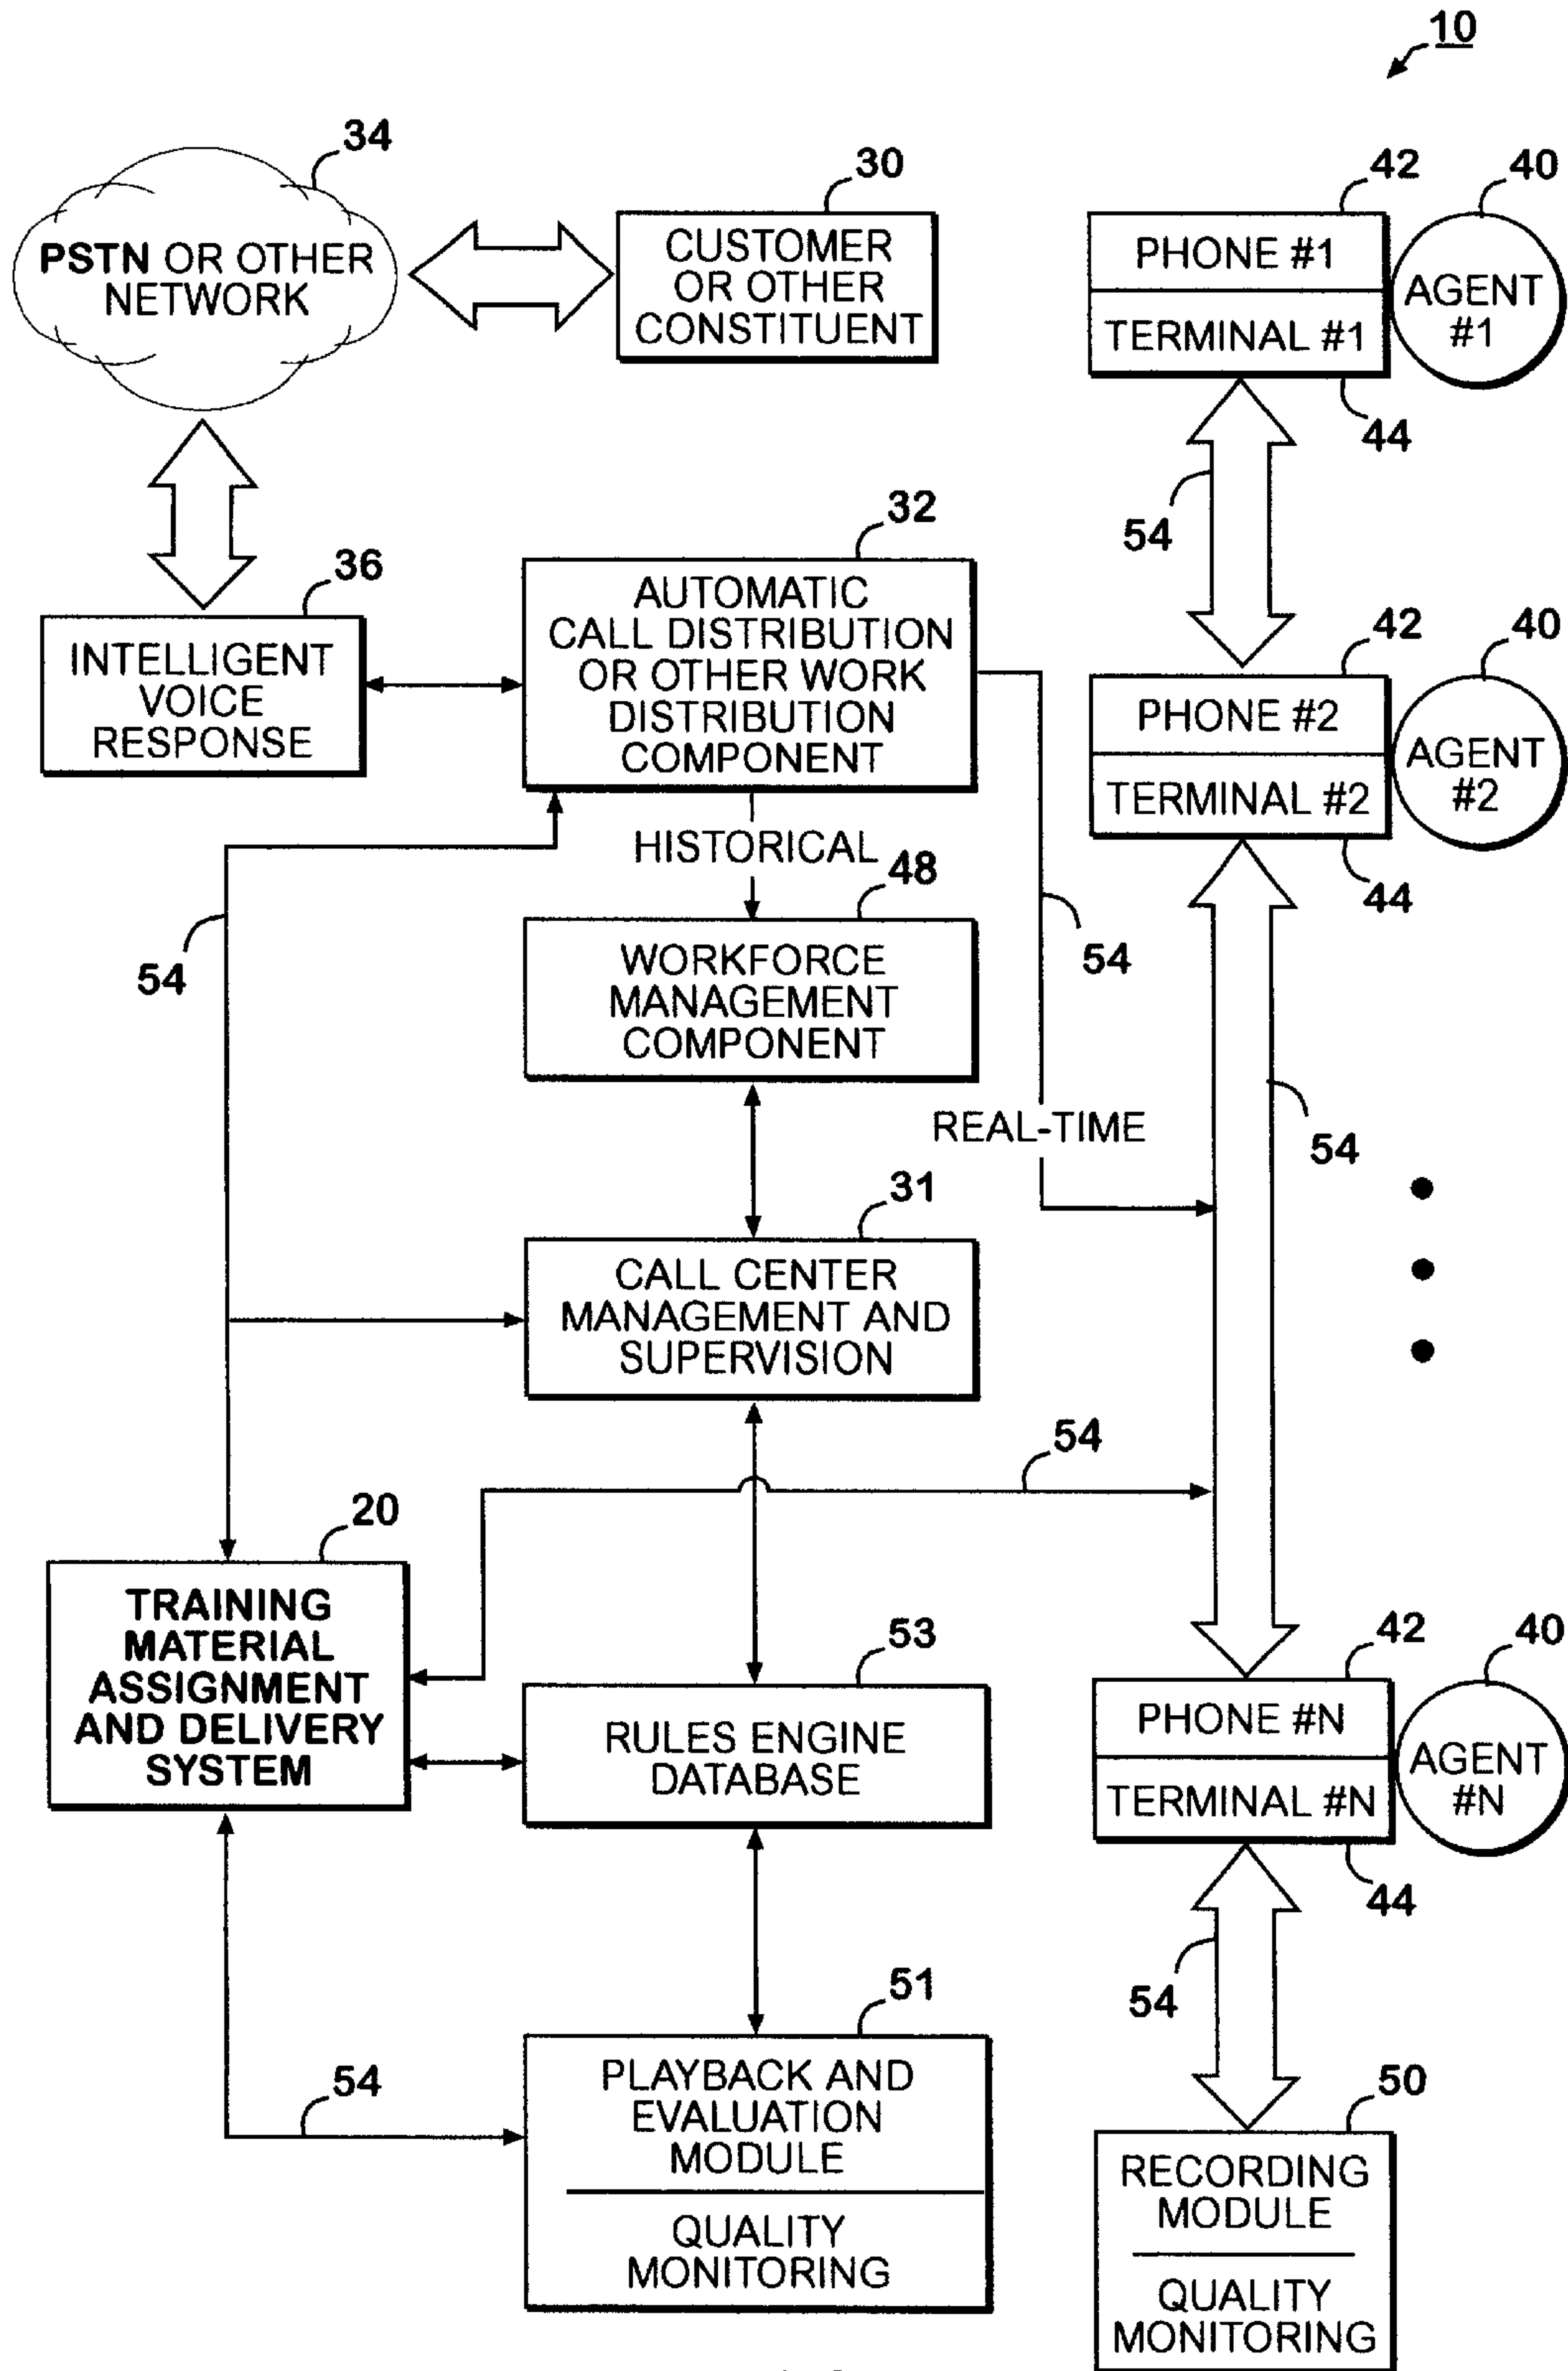 10
34
PSTN OR OTHER
NETWORK
30
CUSTOMER
OR OTHER
CONSTITUENT
42
40
PHONE #1
TERMINAL #1
AGENT
#1
44
54
36
INTELLIGENT
VOICE
RESPONSE
32
AUTOMATIC
CALL DISTRIBUTION
OR OTHER WORK
DISTRIBUTION
COMPONENT
42
40
PHONE #2
TERMINAL #2
AGENT
#2
44
HISTORICAL
48
54
54
WORKFORCE
MANAGEMENT
COMPONENT
REAL-TIME
54
31
CALL CENTER
MANAGEMENT AND
SUPERVISION
54
20
TRAINING
MATERIAL
ASSIGNMENT
AND DELIVERY
SYSTEM
53
RULES ENGINE
DATABASE
42
40
PHONE #N
TERMINAL #N
AGENT
#N
44
54
51
54
PLAYBACK AND
EVALUATION
MODULE
QUALITY
MONITORING
50
RECORDING
MODULE
QUALITY
MONITORING